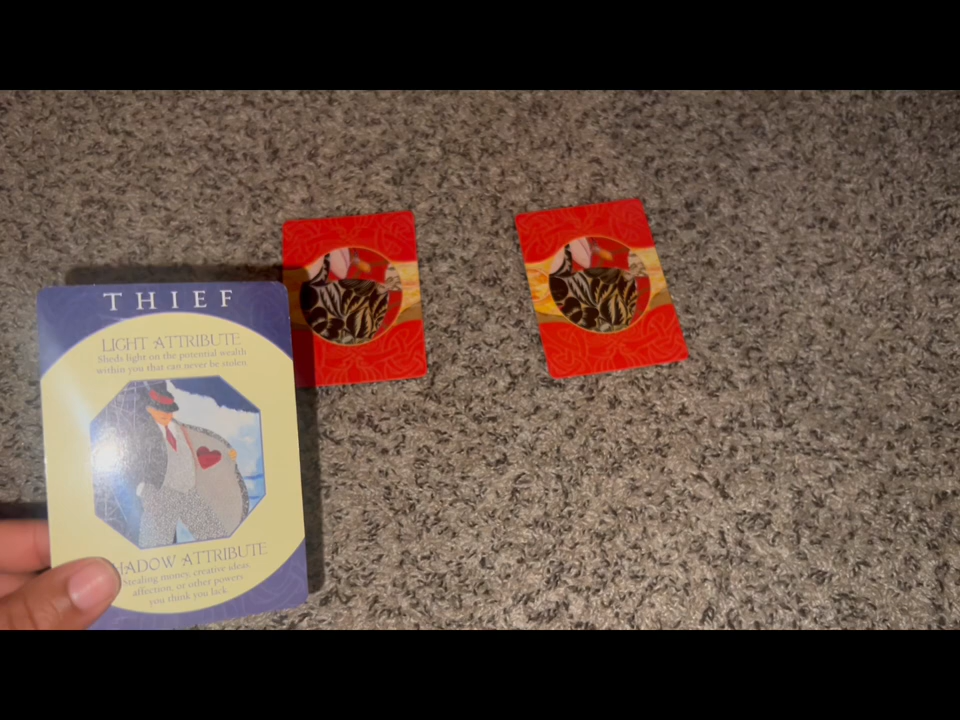 THIEF
LIGHT ATTRIBUTE
Sheds light on the potential wealth
within you that can never be stolen.
SHADOW ATTRIBUTE
Stealing money, creative ideas,
affection, or other powers
you think you lack.